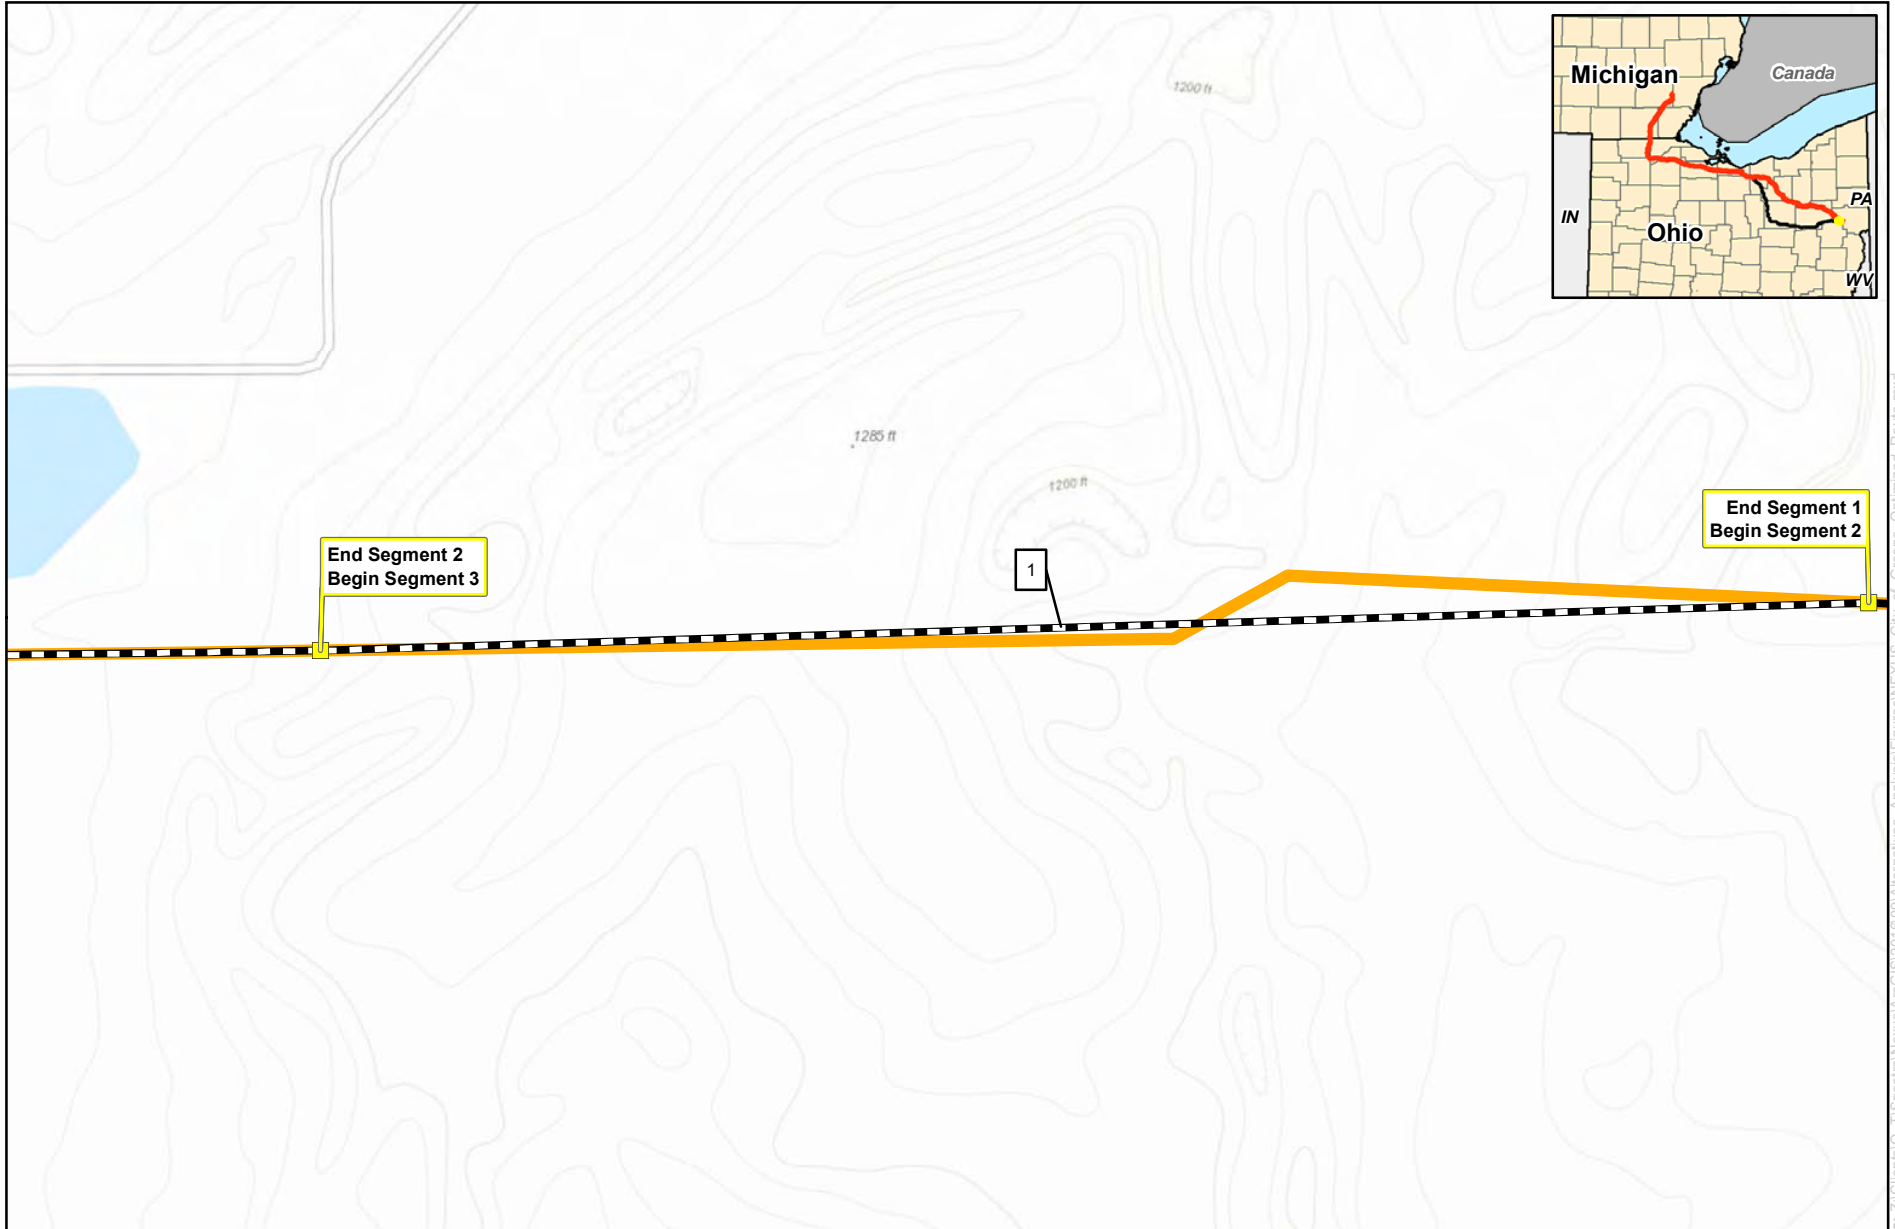 1200 ft
Michigan
Canada
IN
PA
Ohio
WV
1285 ft
1200 ft
End Segment 1
Begin Segment 2
End Segment 2
Begin Segment 3
1